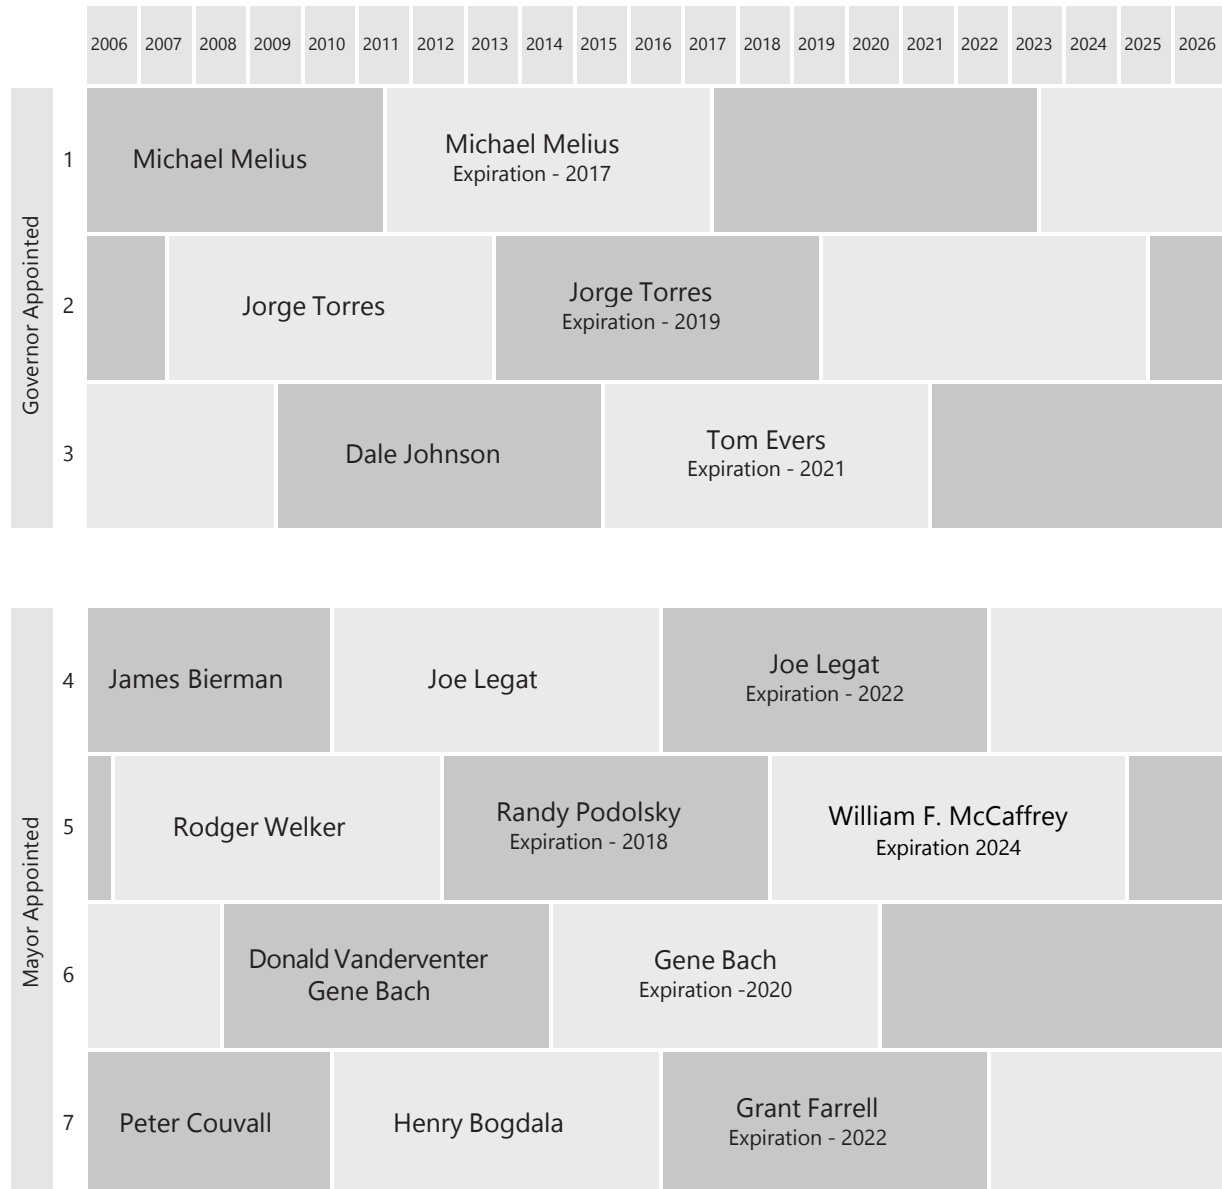 2006 2007 2008 2009 2010 2011 2012 2013 2014 2015 2016 2017 2018 2019 2020 2021 2022 2023 2024 2025 2026
Governor Appointed
1
Michael Melius
Michael Melius
Expiration - 2017
2
Jorge Torres
Jorge Torres
Expiration - 2019
3
Dale Johnson
Tom Evers
Expiration - 2021
Mayor Appointed
4
James Bierman
Joe Legat
Joe Legat
Expiration - 2022
5
Rodger Welker
Randy Podolsky
Expiration - 2018
William F. McCaffrey
Expiration 2024
6
Donald Vanderventer
Gene Bach
Gene Bach
Expiration -2020
7
Peter Couvall
Henry Bogdala
Grant Farrell
Expiration - 2022